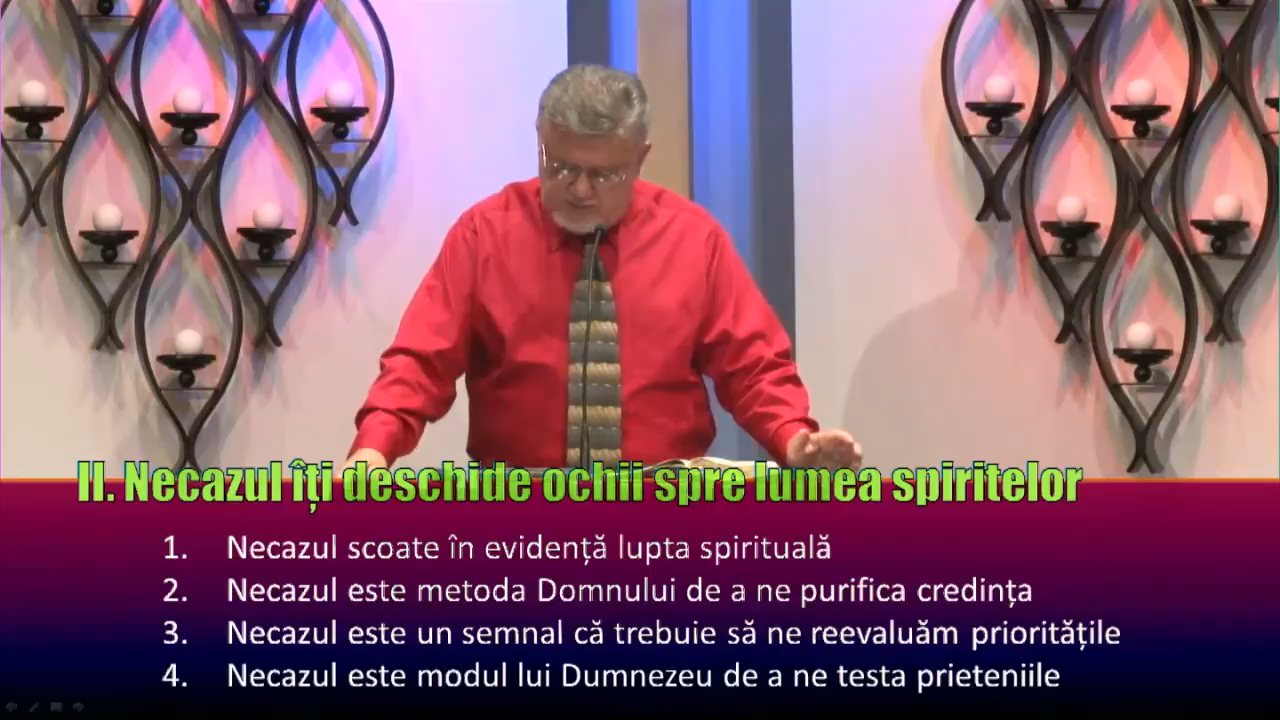 II. Necazul îți deschide ochii spre lumea spiritelor
1. Necazul scoate în evidență lupta spirituală
2. Necazul este metoda Domnului de a ne purifica credința
3. Necazul este un semnal că trebuie să ne reevaluăm prioritățile
4. Necazul este modul lui Dumnezeu de a ne testa prieteniile